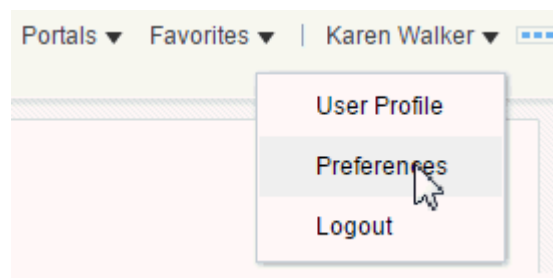 Portals ▼ Favorites ▼ | Karen Walker ▼
User Profile
Preferences
Logout